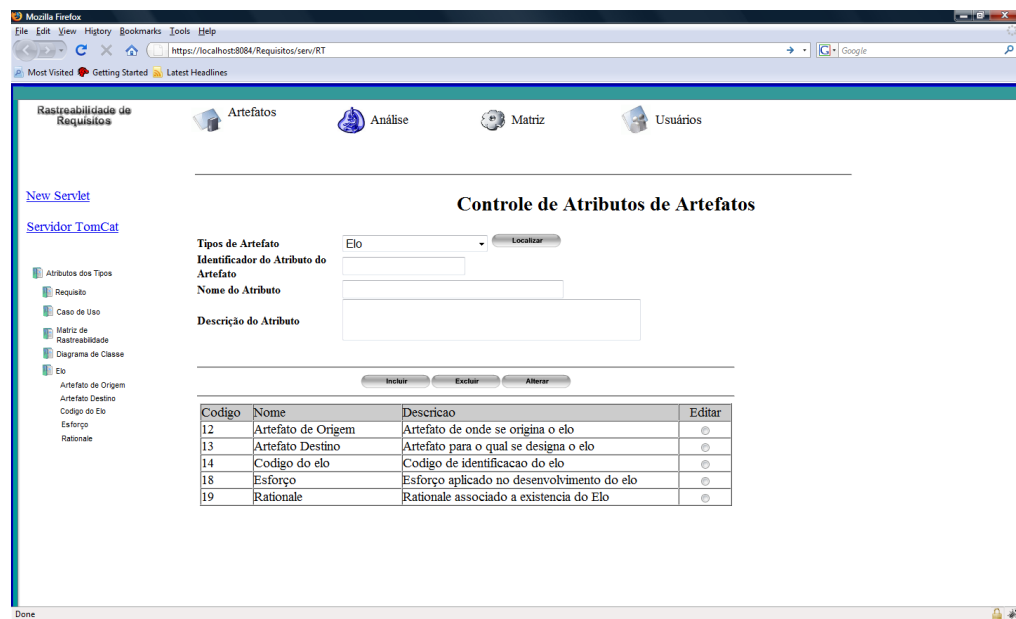 Mozilla Firefox
File Edit View History Bookmarks Tools Help
https://localhost:8084/Requisitos/serv/RT
Google
Most Visited Getting Started Latest Headlines
Rastreabilidade de
Requisitos
Artefatos
Análise
Matriz
Usuários
New Servlet
Servidor TomCat
Atributos dos Tipos
Requisito
Caso de Uso
Matriz de
Rastreabilidade
Diagrama de Classe
Elo
Artefato de Origem
Artefato Destino
Codigo do Elo
Esforço
Rationale
Controle de Atributos de Artefatos
Tipos de Artefato Elo Localizar
Identificador do Atributo do
Artefato
Nome do Atributo
Descrição do Atributo
Incluir Excluir Alterar
Codigo Nome Descricao Editar
12 Artefato de Origem Artefato de onde se origina o elo
13 Artefato Destino Artefato para o qual se designa o elo
14 Codigo do elo Codigo de identificacao do elo
18 Esforço Esforço aplicado no desenvolvimento do elo
19 Rationale Rationale associado a existencia do Elo
Done